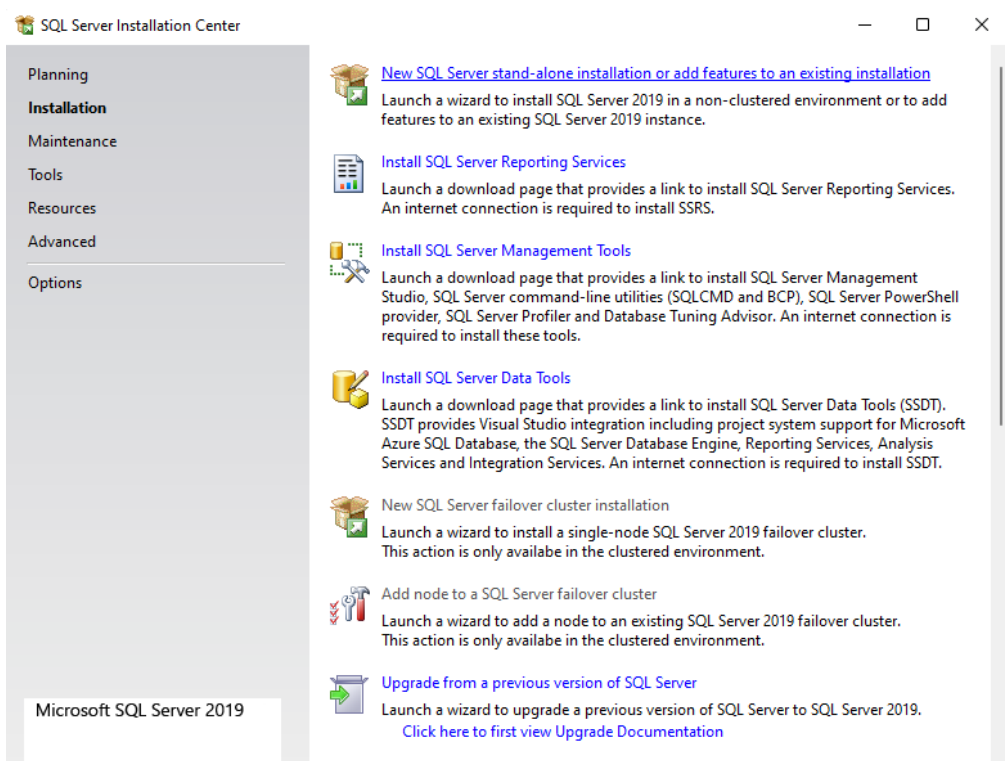 SQL Server Installation Center
Planning
Installation
Maintenance
Tools
Resources
Advanced
Options
Microsoft SQL Server 2019
New SQL Server stand-alone installation or add features to an existing installation
Launch a wizard to install SQL Server 2019 in a non-clustered environment or to add
features to an existing SQL Server 2019 instance.
Install SQL Server Reporting Services
Launch a download page that provides a link to install SQL Server Reporting Services.
An internet connection is required to install SSRS.
Install SQL Server Management Tools
Launch a download page that provides a link to install SQL Server Management
Studio, SQL Server command-line utilities (SQLCMD and BCP), SQL Server PowerShell
provider, SQL Server Profiler and Database Tuning Advisor. An internet connection is
required to install these tools.
Install SQL Server Data Tools
Launch a download page that provides a link to install SQL Server Data Tools (SSDT).
SSDT provides Visual Studio integration including project system support for Microsoft
Azure SQL Database, the SQL Server Database Engine, Reporting Services, Analysis
Services and Integration Services. An internet connection is required to install SSDT.
New SQL Server failover cluster installation
Launch a wizard to install a single-node SQL Server 2019 failover cluster.
This action is only availabe in the clustered environment.
Add node to a SQL Server failover cluster
Launch a wizard to add a node to an existing SQL Server 2019 failover cluster.
This action is only availabe in the clustered environment.
Upgrade from a previous version of SQL Server
Launch a wizard to upgrade a previous version of SQL Server to SQL Server 2019.
Click here to first view Upgrade Documentation